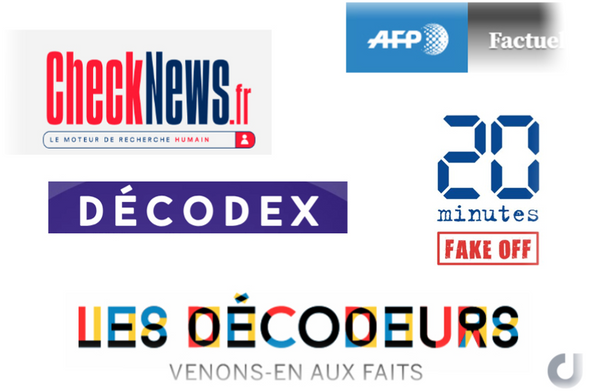 AFP Factuel
CheckNews.fr
LE MOTEUR DE RECHERCHE HUMAIN
20
minutes
FAKE OFF
DÉCODEX
LES DÉCODEURS
VENONS-EN AUX FAITS